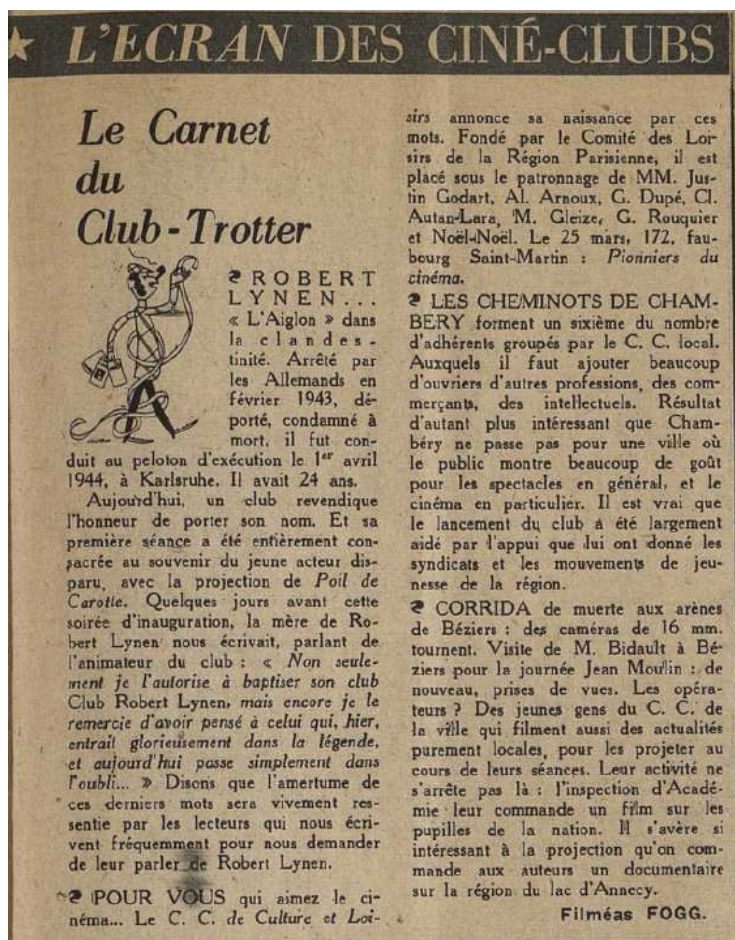 ★ L'ECRAN DES CINÉ-CLUBS
Le Carnet
du
Club-Trotter
ROBERT
LYNEN...
« L'Aiglon » dans
la clandes-
tinité. Arrêté par
les Allemands en
février 1943, dé-
porté, condamné à
mort, il fut con-
duit au peloton d'exécution le 1er avril
1944, à Karlsruhe. Il avait 24 ans.
Aujourd'hui, un club revendique
l'honneur de porter son nom. Et sa
première séance a été entièrement con-
sacrée au souvenir du jeune acteur dis-
paru, avec la projection de Poil de
Carotte. Quelques jours avant cette
soirée d'inauguration, la mère de Ro-
bert Lynen nous écrivait, parlant de
l'animateur du club : « Non seule-
ment je l'autorise à baptiser son club
Club Robert Lynen, mais encore je le
remercie d'avoir pensé à celui qui, hier,
entrait glorieusement dans la légende,
et aujourd'hui passe simplement dans
l'oubli... » Disons que l'amertume de
ces derniers mots sera vivement res-
sentie par les lecteurs qui nous écri-
vent fréquemment pour nous demander
de leur parler de Robert Lynen.
POUR VOUS qui aimez le ci-
néma... Le C. C. de Culture et Loi-
sirs annonce sa naissance par ces
mots. Fondé par le Comité des Loi-
sirs de la Région Parisienne, il est
placé sous le patronnage de MM. Jus-
tin Godart, Al. Arnoux, G. Dupé, Cl.
Autan-Lara, M. Gleize, G. Rouquier
et Noël-Noël. Le 25 mars, 172, fau-
bourg Saint-Martin : Pionniers du
cinéma.
LES CHEMINOTS DE CHAM-
BERY forment un sixième du nombre
d'adhérents groupés par le C. C. local.
Auxquels il faut ajouter beaucoup
d'ouvriers d'autres professions, des com-
merçants, des intellectuels. Résultat
d'autant plus intéressant que Cham-
béry ne passe pas pour une ville où
le public montre beaucoup de goût
pour les spectacles en général, et le
cinéma en particulier. Il est vrai que
le lancement du club a été largement
aidé par l'appui que lui ont donné les
syndicats et les mouvements de jeu-
nesse de la région.
CORRIDA de muerte aux arènes
de Béziers : des caméras de 16 mm.
tournent. Visite de M. Bidault à Bé-
ziers pour la journée Jean Moulin : de
nouveau, prises de vues. Les opéra-
teurs ? Des jeunes gens du C. C. de
la ville qui filment aussi des actualités
purement locales, pour les projeter au
cours de leurs séances. Leur activité ne
s'arrête pas là : l'inspection d'Acadé-
mie leur commande un film sur les
pupilles de la nation. Il s'avère si
intéressant à la projection qu'on com-
mande aux auteurs un documentaire
sur la région du lac d'Annecy.
Filméas FOGG.